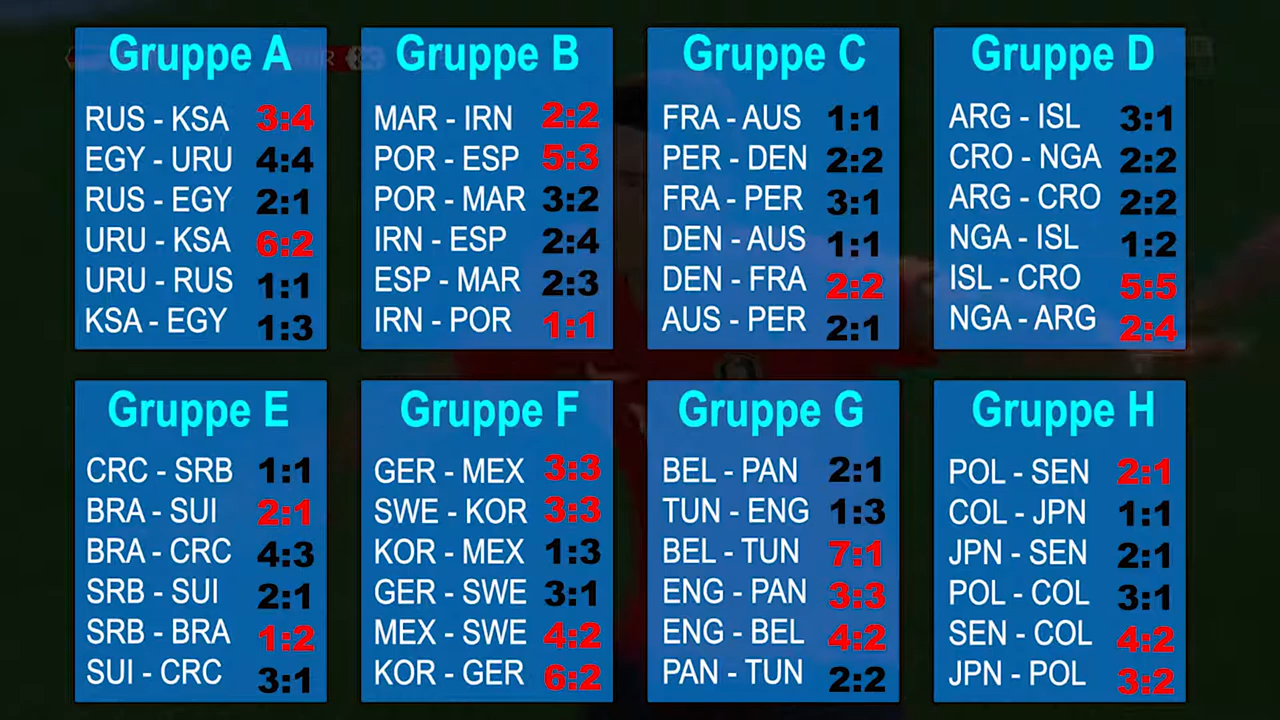 Gruppe A
RUS - KSA 3:4
EGY - URU 4:4
RUS - EGY 2:1
URU - KSA 6:2
URU - RUS 1:1
KSA - EGY 1:3
Gruppe B
MAR - IRN 2:2
POR - ESP 5:3
POR - MAR 3:2
IRN - ESP 2:4
ESP - MAR 2:3
IRN - POR 1:1
Gruppe C
FRA - AUS 1:1
PER - DEN 2:2
FRA - PER 3:1
DEN - AUS 1:1
DEN - FRA 2:2
AUS - PER 2:1
Gruppe D
ARG - ISL 3:1
CRO - NGA 2:2
ARG - CRO 2:2
NGA - ISL 1:2
ISL - CRO 5:5
NGA - ARG 2:4
Gruppe E
CRC - SRB 1:1
BRA - SUI 2:1
BRA - CRC 4:3
SRB - SUI 2:1
SRB - BRA 1:2
SUI - CRC 3:1
Gruppe F
GER - MEX 3:3
SWE - KOR 3:3
KOR - MEX 1:3
GER - SWE 3:1
MEX - SWE 4:2
KOR - GER 6:2
Gruppe G
BEL - PAN 2:1
TUN - ENG 1:3
BEL - TUN 7:1
ENG - PAN 3:3
ENG - BEL 4:2
PAN - TUN 2:2
Gruppe H
POL - SEN 2:1
COL - JPN 1:1
JPN - SEN 2:1
POL - COL 3:1
SEN - COL 4:2
JPN - POL 3:2